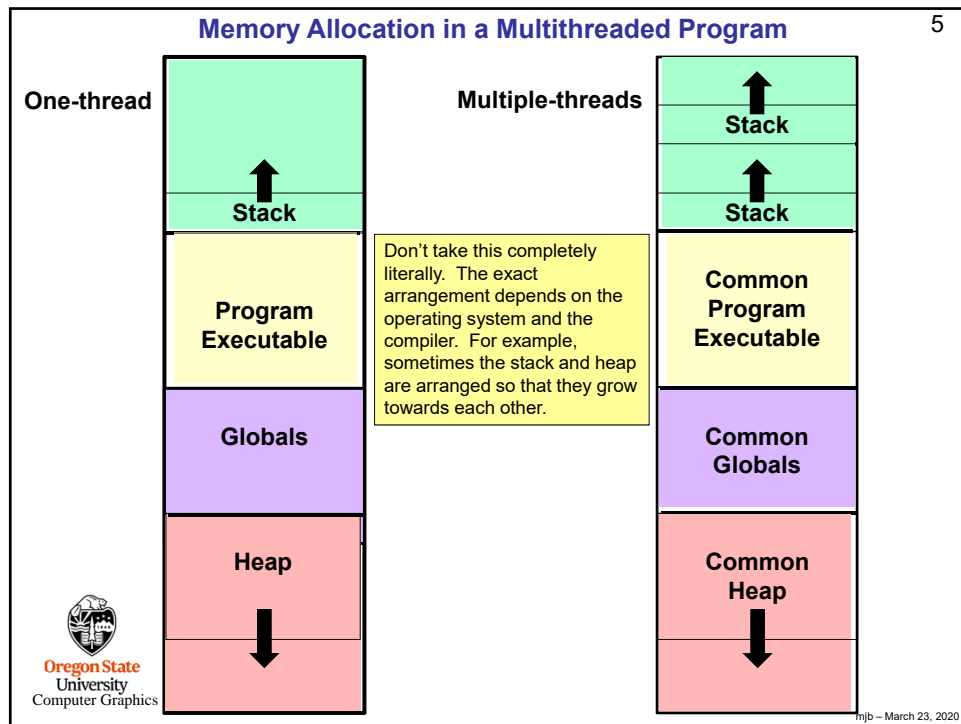 Memory Allocation in a Multithreaded Program
5
One-thread
Stack
Program
Executable
Globals
Heap
Don’t take this completely
literally.  The exact
arrangement depends on the
operating system and the
compiler.  For example,
sometimes the stack and heap
are arranged so that they grow
towards each other.
Multiple-threads
Stack
Stack
Common
Program
Executable
Common
Globals
Common
Heap
Oregon State
University
Computer Graphics
mjb – March 23, 2020